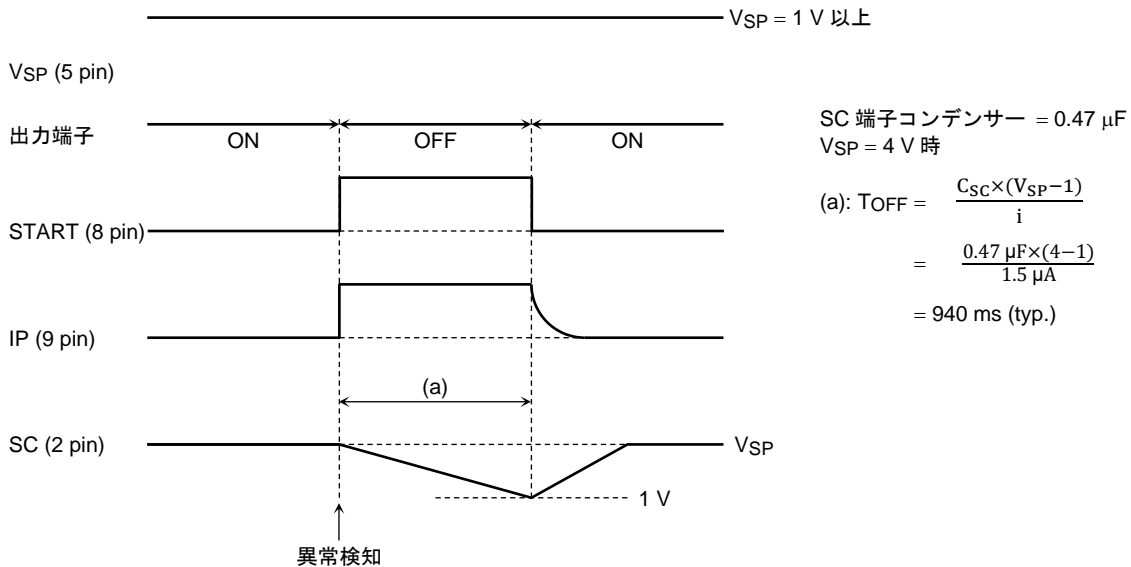 VSP = 1 V 以上
VSP (5 pin)
出力端子
ON
OFF
ON
START (8 pin)
IP (9 pin)
(a)
SC (2 pin)
VSP
1 V
異常検知
SC 端子コンデンサー = 0.47 μF
VSP = 4 V 時
(a): TOFF = CSC×(VSP−1) / i
= 0.47 μF×(4−1) / 1.5 μA
= 940 ms (typ.)